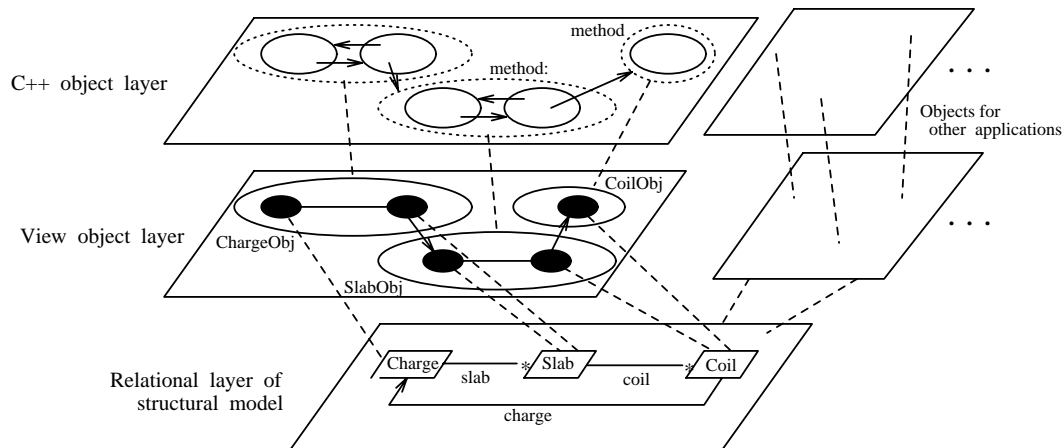 method
C++ object layer
method:
. . .
Objects for
other applications
CoilObj
View object layer
ChargeObj
. . .
SlabObj
Charge
slab
*
Slab
coil
*
Coil
Relational layer of
structural model
charge